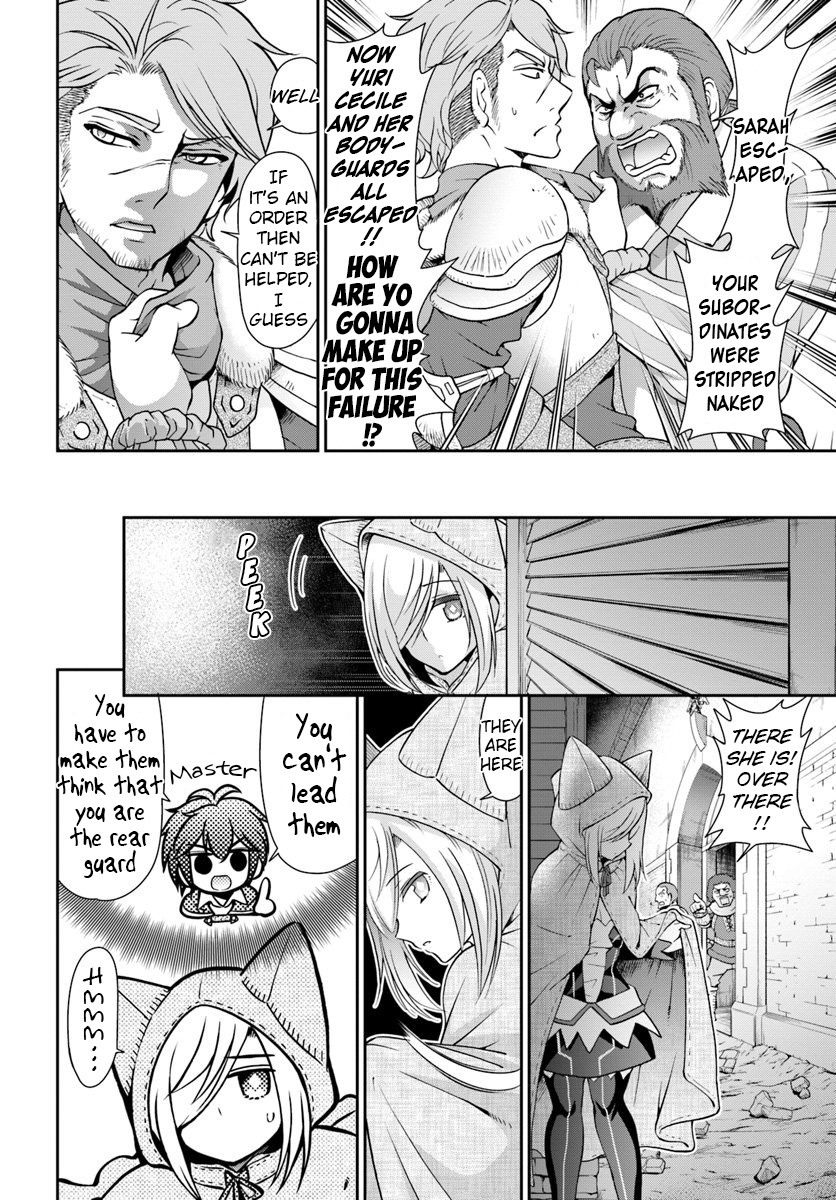 SARAH
ESC-
APED,
YOUR
SUBOR-
DINATES
WERE
STRIPPED
NAKED
NOW
YURI
CECILE
AND HER
BODY-
GUARDS
ALL
ESCAPED
!!
HOW
ARE YO
GONNA
MAKE UP
FOR THIS
FAILURE
!?
WELL
IF
IT'S AN
ORDER
THEN
CAN'T BE
HELPED,
I
GUESS
PEEK
THERE
SHE IS!
OVER
THERE
!!
THEY
ARE
HERE
You
can't
lead
them
Master
You
have to
make them
think that
you are
the rear
guard
HMMM...